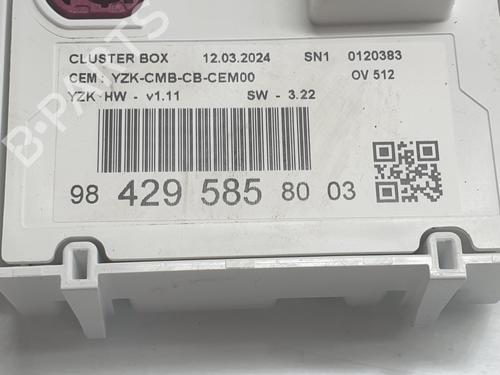 CLUSTER BOX 12.03.2024 SN1 0120383
CEM : YZK-CMB-CB-CEM00 OV 512
YZK HW - v1.11 SW - 3.22
98 429 585 80 03
B-PARTS